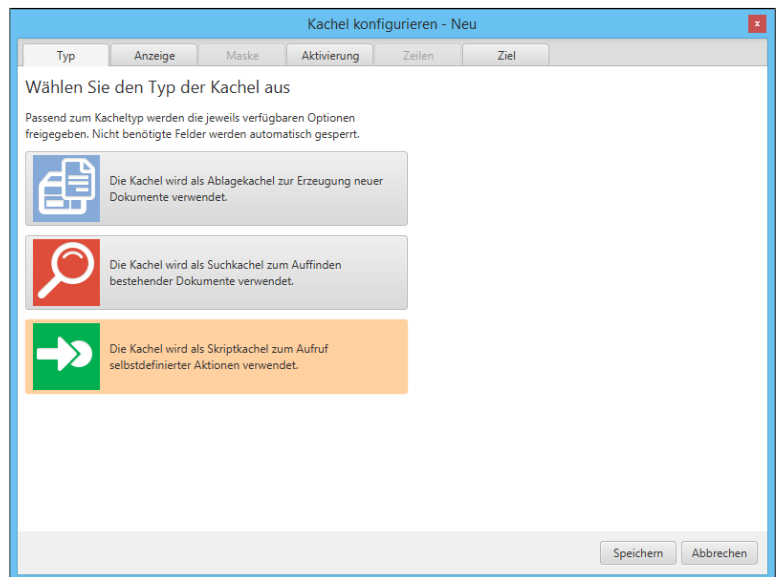 Kachel konfigurieren - Neu
x
Typ Anzeige Maske Aktivierung Zeilen Ziel
Wählen Sie den Typ der Kachel aus
Passend zum Kacheltyp werden die jeweils verfügbaren Optionen
freigegeben. Nicht benötigte Felder werden automatisch gesperrt.
Die Kachel wird als Ablagekachel zur Erzeugung neuer
Dokumente verwendet.
Die Kachel wird als Suchkachel zum Auffinden
bestehender Dokumente verwendet.
Die Kachel wird als Skriptkachel zum Aufruf
selbstdefinierter Aktionen verwendet.
Speichern Abbrechen